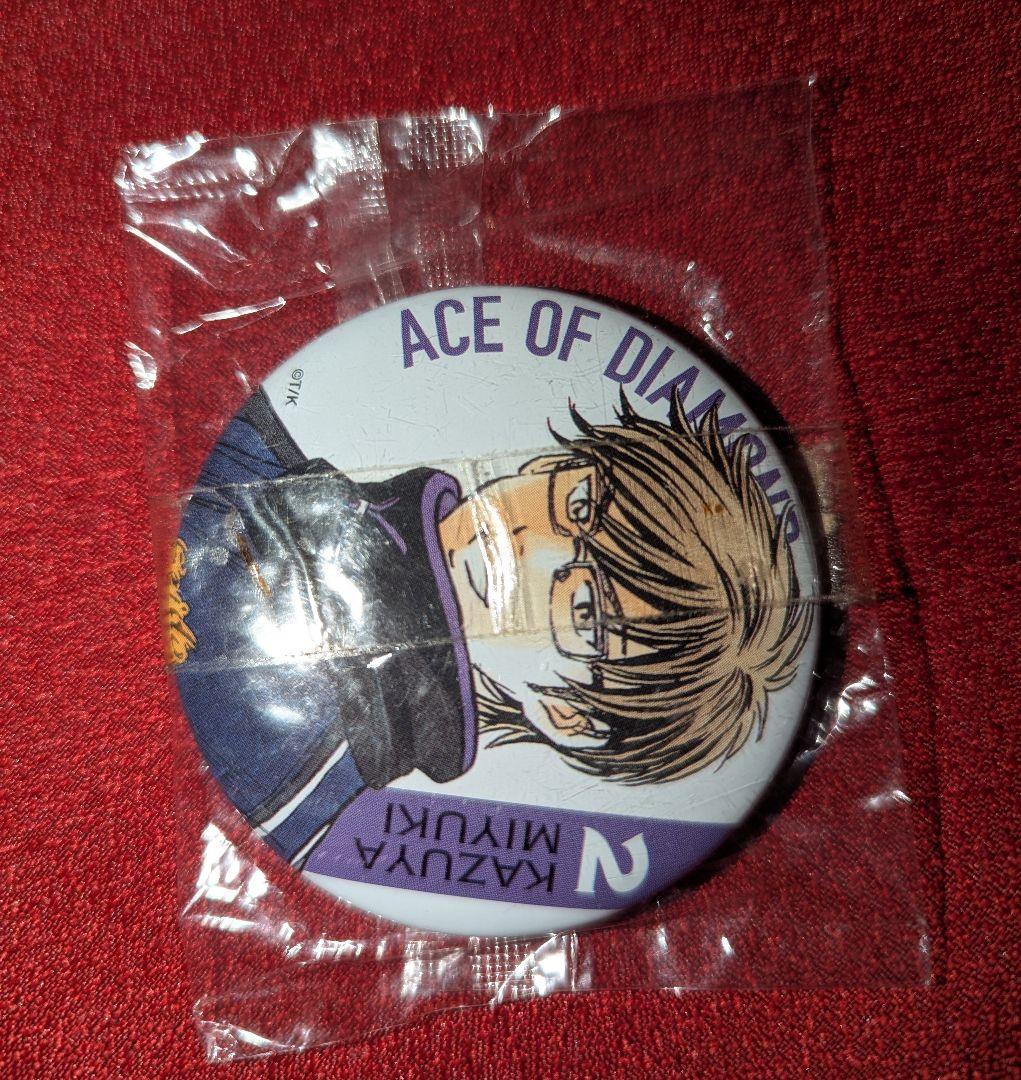 ACE OF DIAMOND
©T/K
2
KAZUYA
MIYUKI